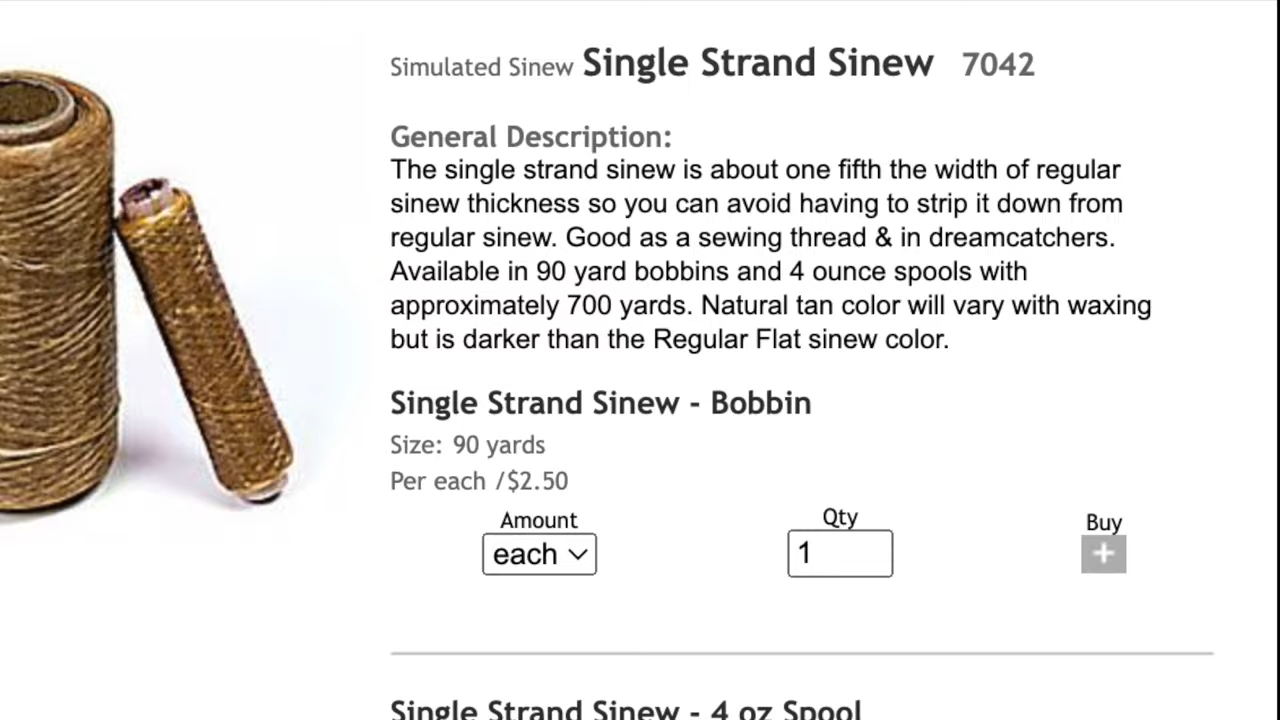 Simulated Sinew Single Strand Sinew 7042
General Description:
The single strand sinew is about one fifth the width of regular
sinew thickness so you can avoid having to strip it down from
regular sinew. Good as a sewing thread & in dreamcatchers.
Available in 90 yard bobbins and 4 ounce spools with
approximately 700 yards. Natural tan color will vary with waxing
but is darker than the Regular Flat sinew color.
Single Strand Sinew - Bobbin
Size: 90 yards
Per each /$2.50
Amount Qty Buy
each 1 +
Single Strand Sinew - 4 oz Spool